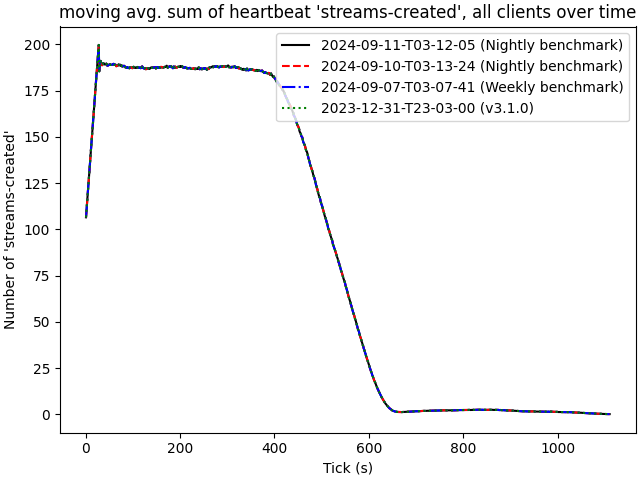 moving avg. sum of heartbeat 'streams-created', all clients over time
2024-09-11-T03-12-05 (Nightly benchmark)
2024-09-10-T03-13-24 (Nightly benchmark)
2024-09-07-T03-07-41 (Weekly benchmark)
2023-12-31-T23-03-00 (v3.1.0)
Number of 'streams-created'
200
175
150
125
100
75
50
25
0
0 200 400 600 800 1000
Tick (s)